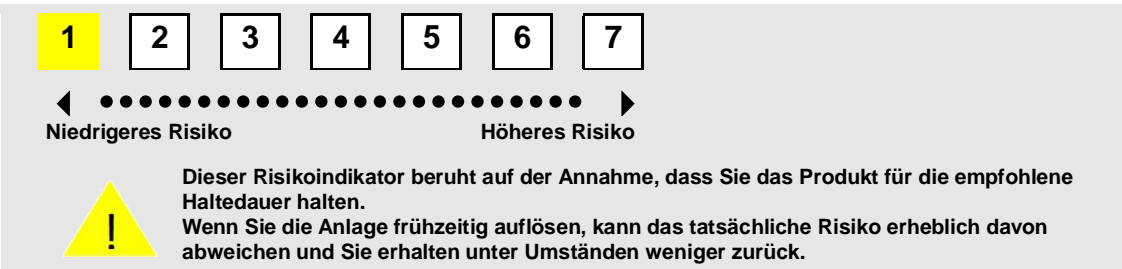 1 2 3 4 5 6 7
Niedrigeres Risiko Höheres Risiko
Dieser Risikoindikator beruht auf der Annahme, dass Sie das Produkt für die empfohlene
Haltedauer halten.
Wenn Sie die Anlage frühzeitig auflösen, kann das tatsächliche Risiko erheblich davon
abweichen und Sie erhalten unter Umständen weniger zurück.
!